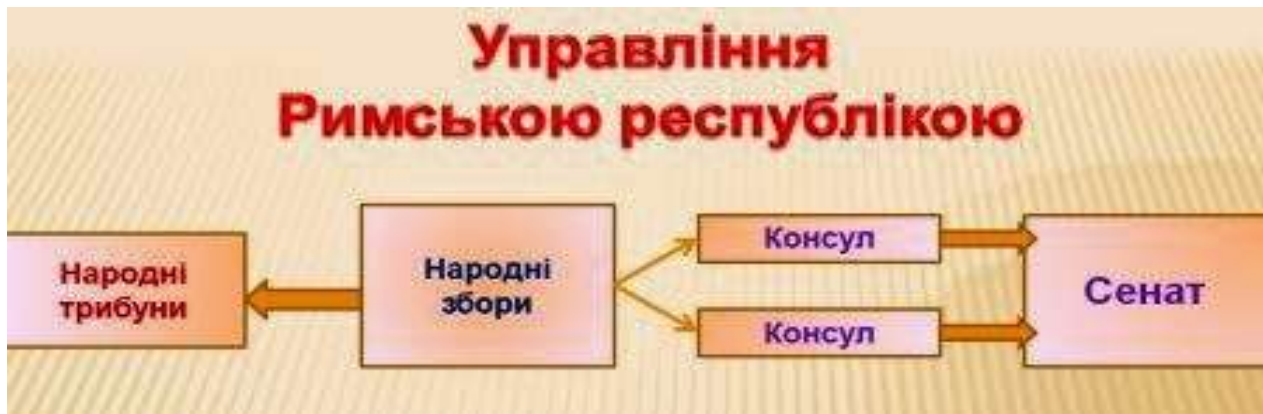 Управління
Римською республікою
Народні
трибуни
Народні
збори
Консул
Консул
Сенат